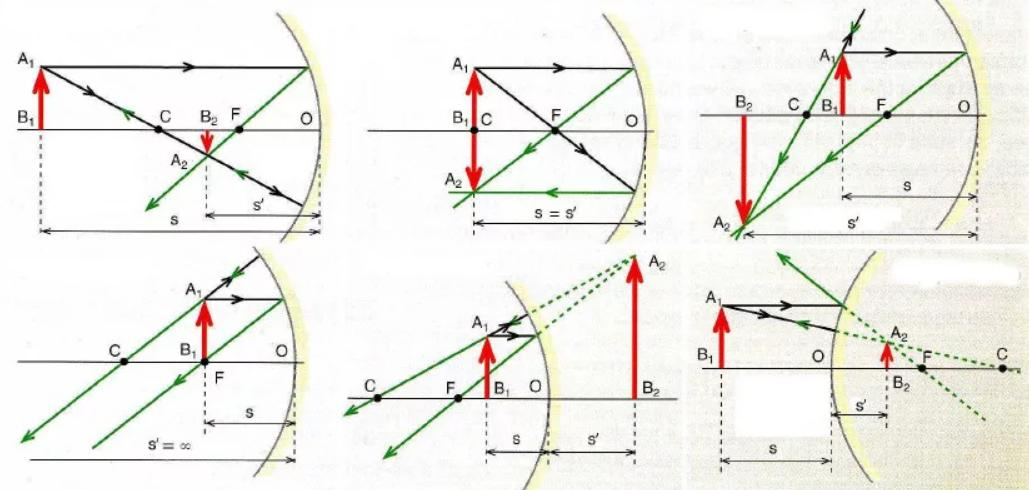 A₁
B₁
C
B₂
F
O
A₂
s'
s
A₁
B₁ C
F
O
A₂
s = s'
A₁
B₂
C
B₁
F
O
s
A₂
s'
A₁
C
B₁
F
O
s
s' = ∞
A₂
A₁
C
F
B₁
O
B₂
s
s'
A₁
B₁
O
A₂
F
C
B₂
s'
s